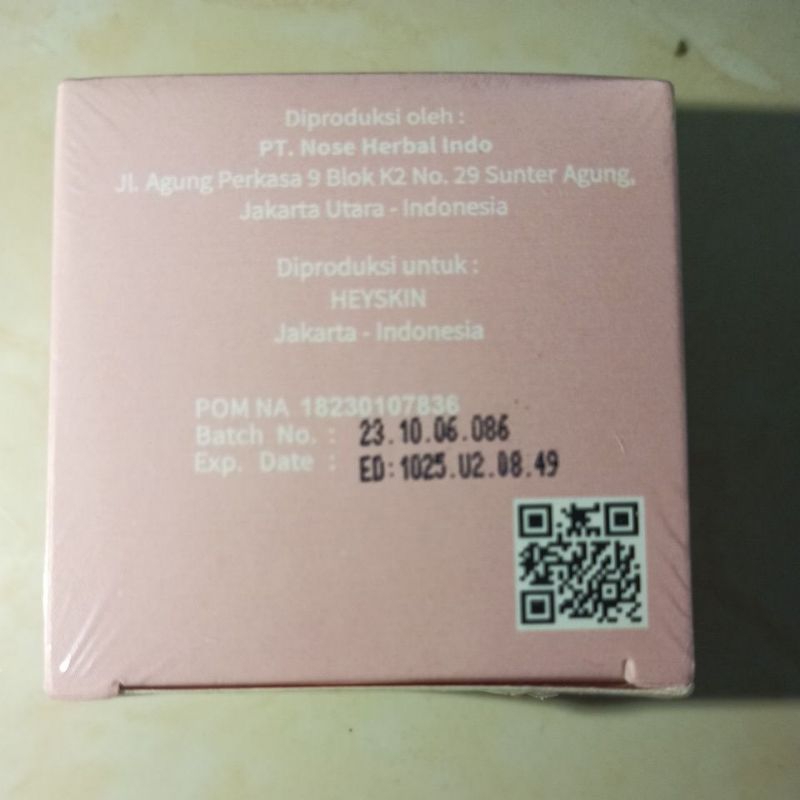 Diproduksi oleh :
PT. Nose Herbal Indo
Jl. Agung Perkasa 9 Blok K2 No. 29 Sunter Agung,
Jakarta Utara - Indonesia
Diproduksi untuk :
HEYSKIN
Jakarta - Indonesia
POM NA 18230107836
Batch No. : 23.10.06.086
Exp. Date : ED:1025.U2.08.49